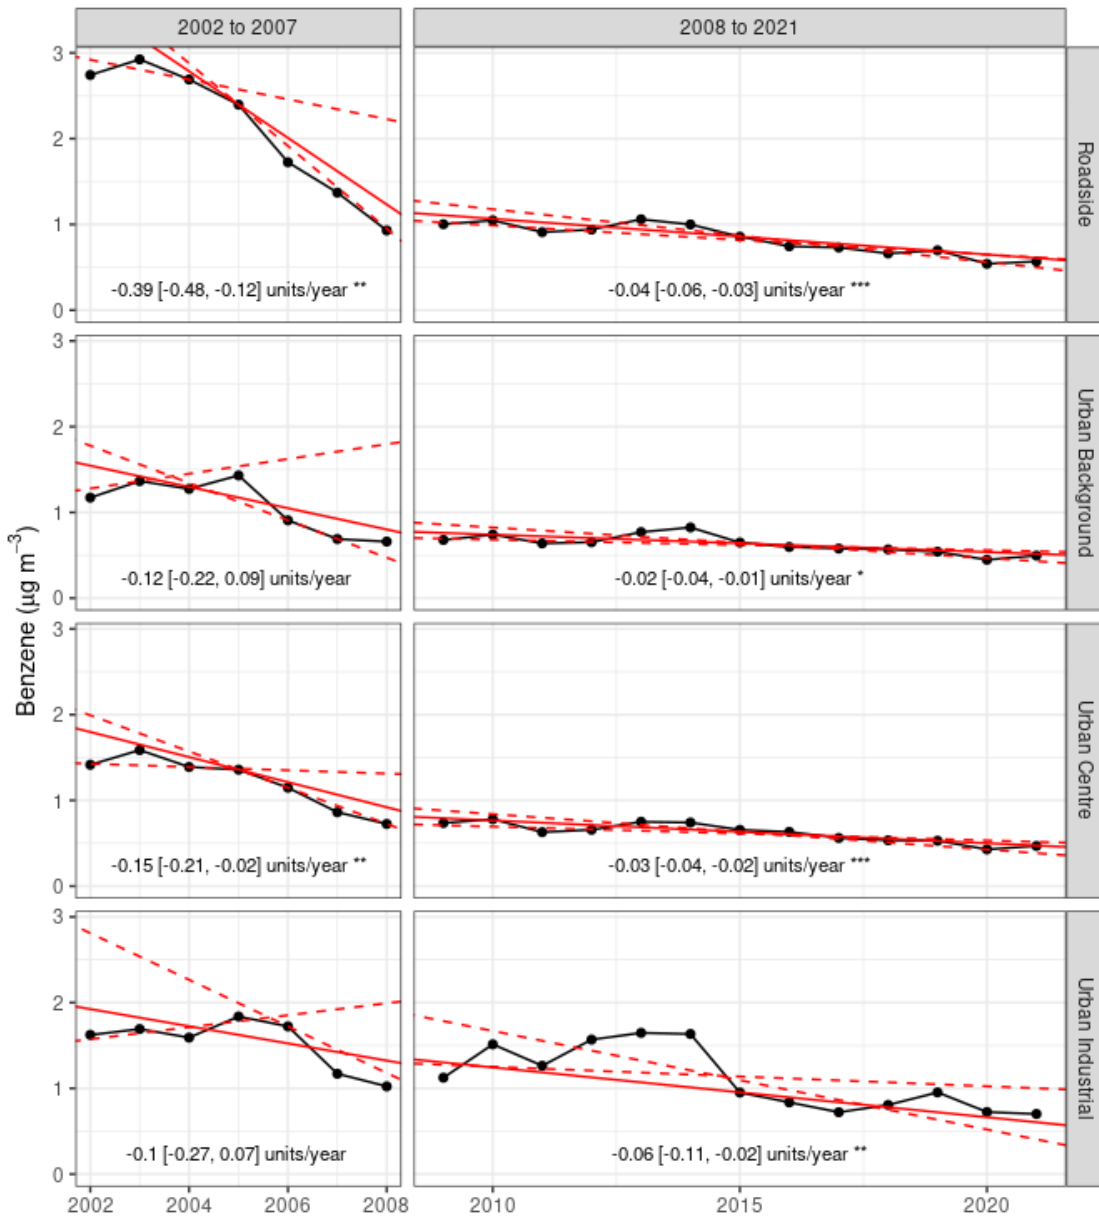 2002 to 2007
2008 to 2021
Benzene (µg m⁻³)
3
2
1
0
-0.39 [-0.48, -0.12] units/year **
-0.04 [-0.06, -0.03] units/year ***
Roadside
3
2
1
0
-0.12 [-0.22, 0.09] units/year
-0.02 [-0.04, -0.01] units/year *
Urban Background
3
2
1
0
-0.15 [-0.21, -0.02] units/year **
-0.03 [-0.04, -0.02] units/year ***
Urban Centre
3
2
1
0
-0.1 [-0.27, 0.07] units/year
-0.06 [-0.11, -0.02] units/year **
Urban Industrial
2002 2004 2006 2008 2010 2015 2020